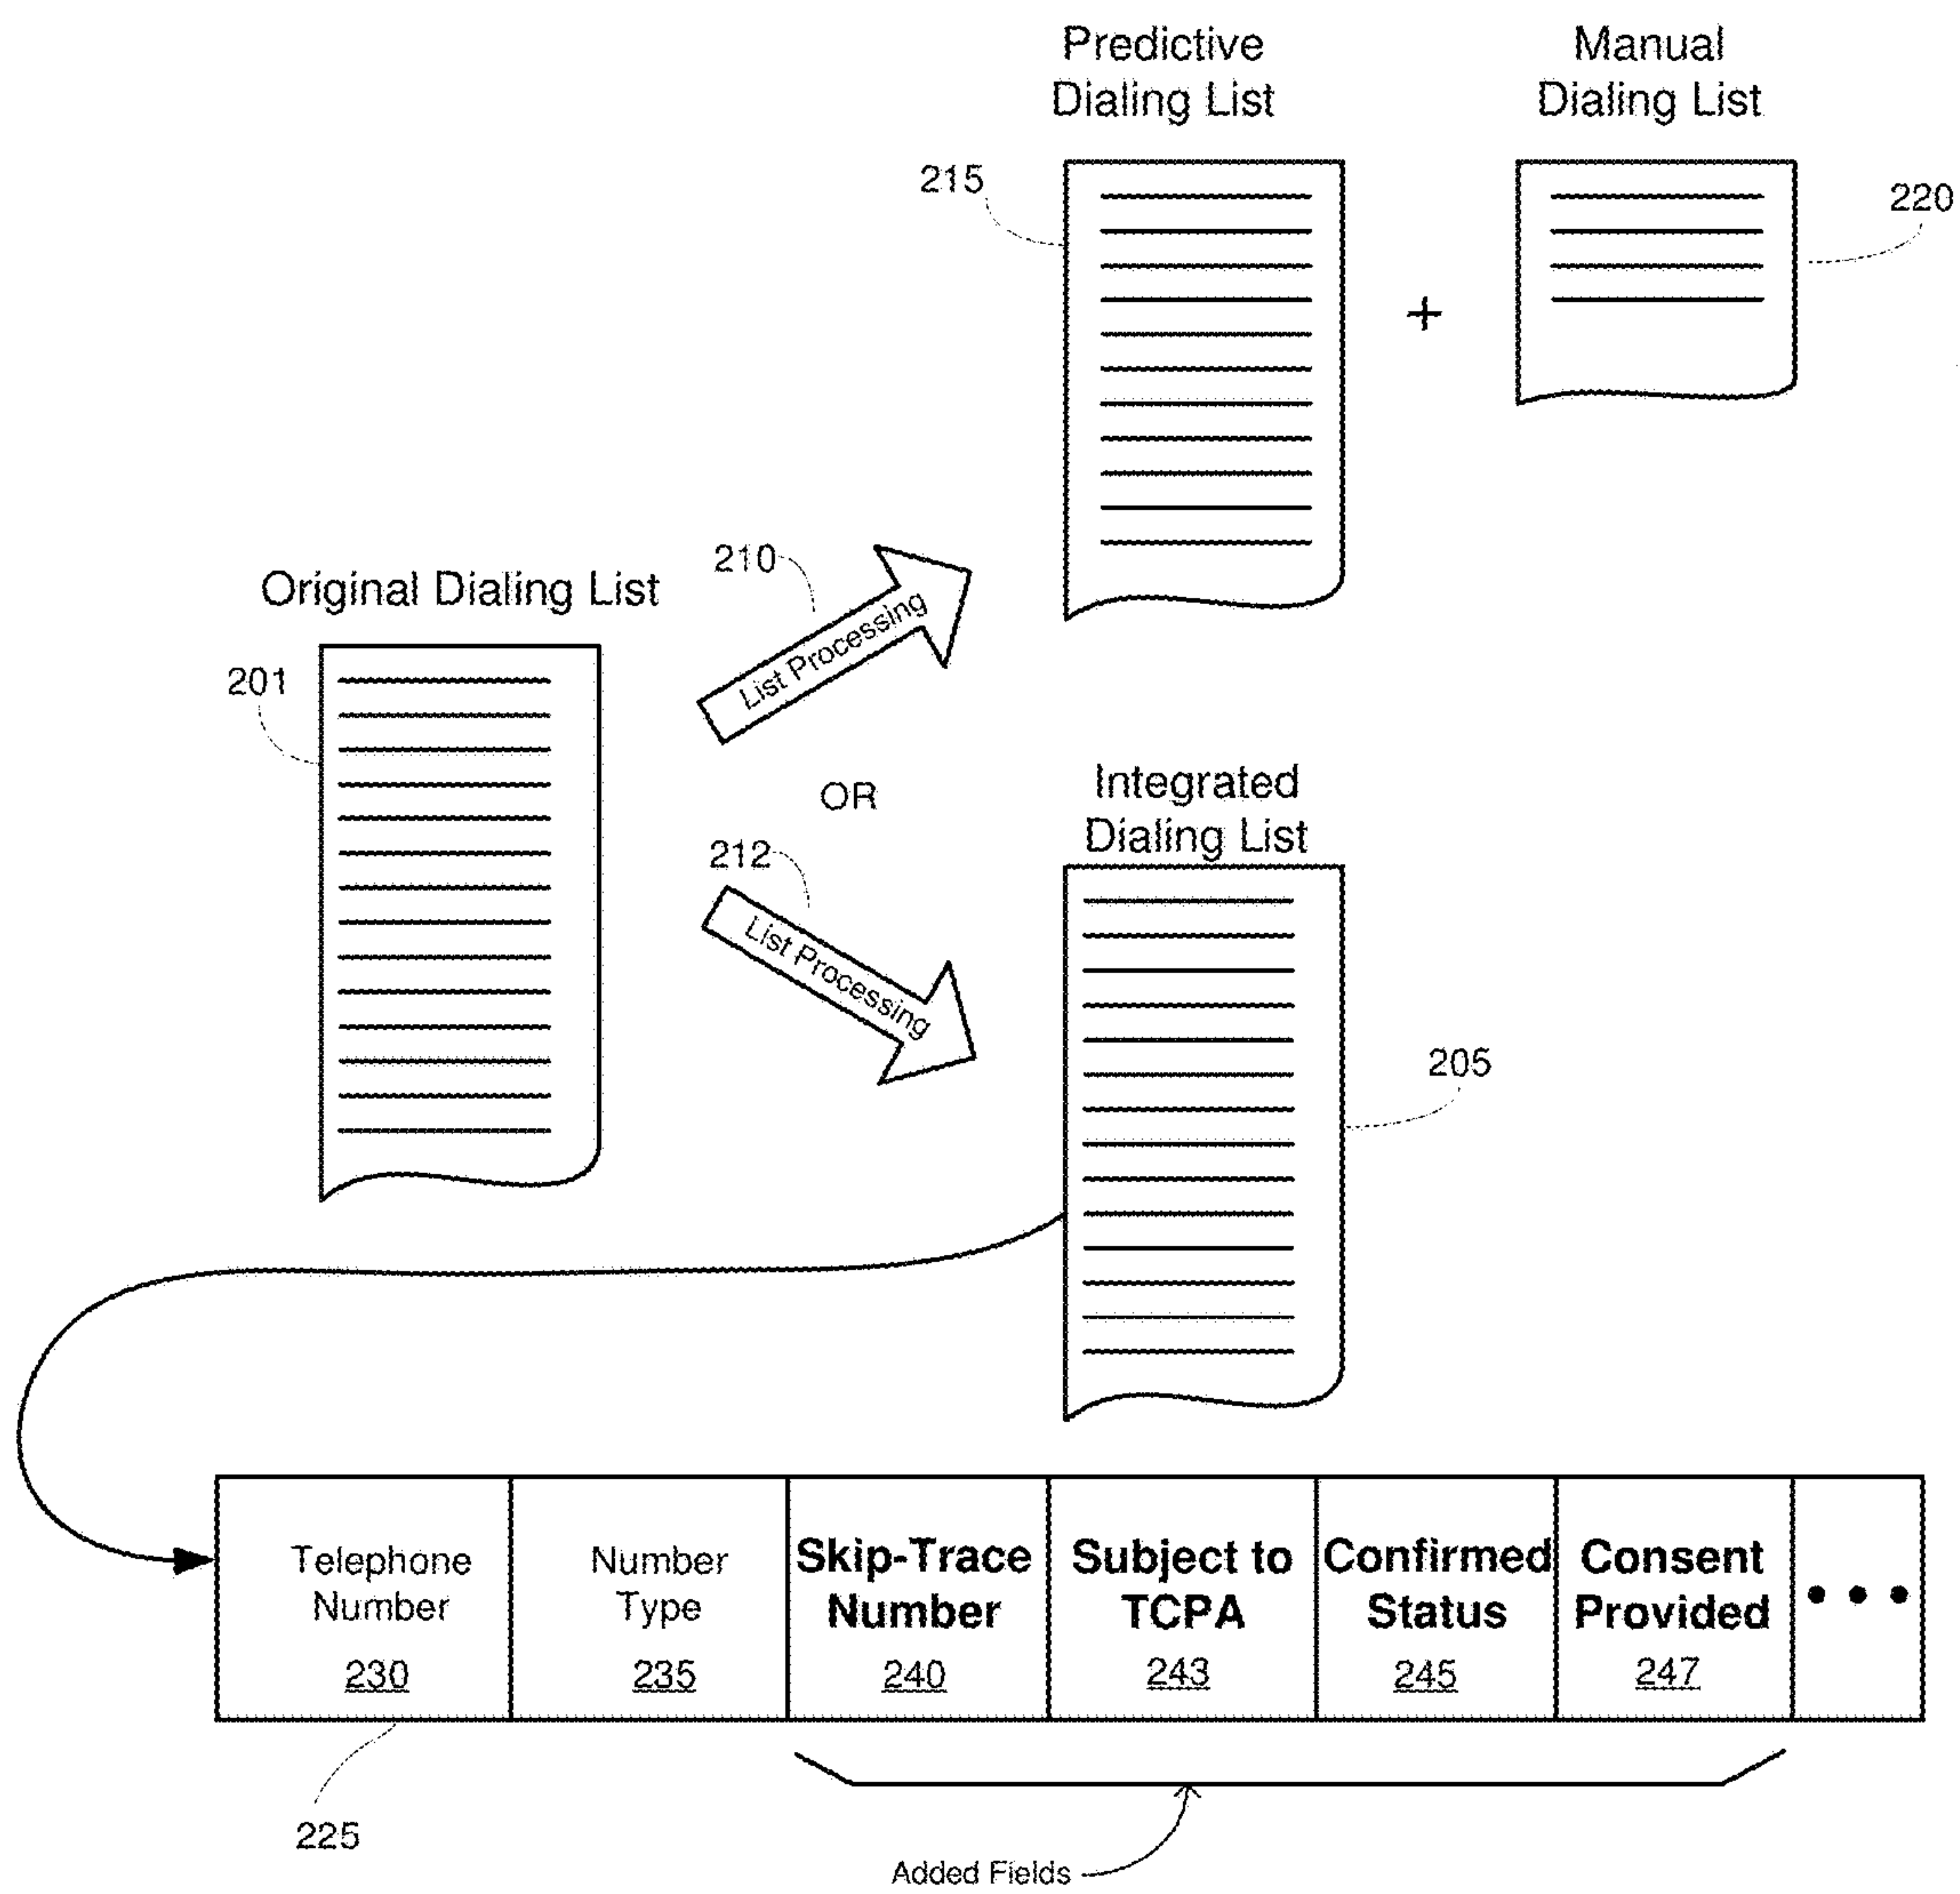 Predictive
Dialing List
Manual
Dialing List
215
220
+
210
List Processing
Original Dialing List
201
OR
Integrated
Dialing List
212
List Processing
205
Telephone
Number
230
Number
Type
235
Skip-Trace
Number
240
Subject to
TCPA
243
Confirmed
Status
245
Consent
Provided
247
• • •
225
Added Fields